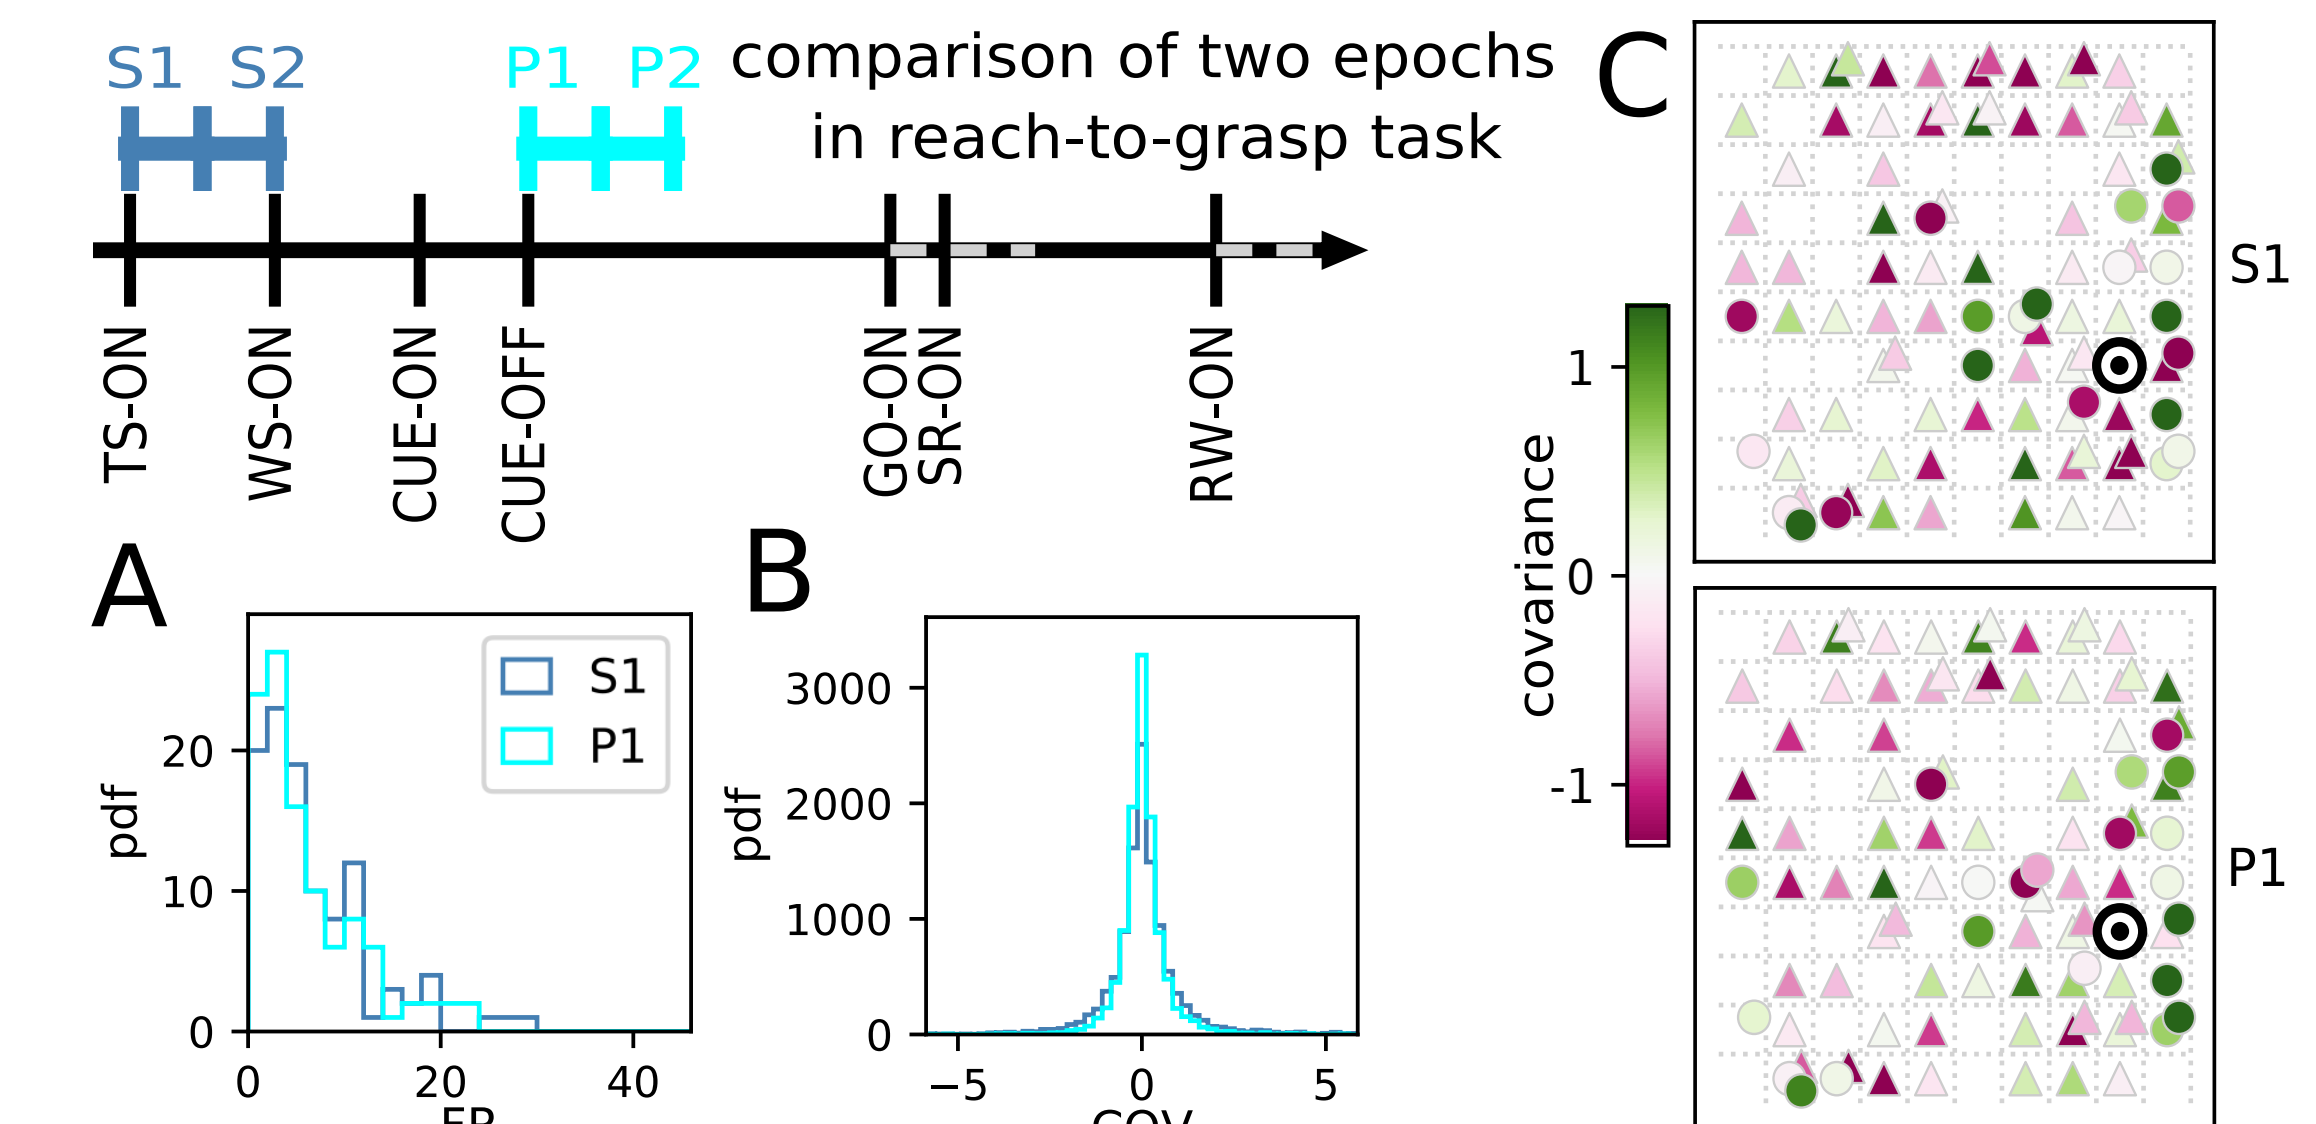 S1 S2 P1 P2
comparison of two epochs
in reach-to-grasp task
TS-ON
WS-ON
CUE-ON
CUE-OFF
GO-ON
SR-ON
RW-ON
A
pdf
20
10
0
0 20 40
S1
P1
B
pdf
3000
2000
1000
0
−5 0 5
C
covariance
1
0
-1
S1
P1